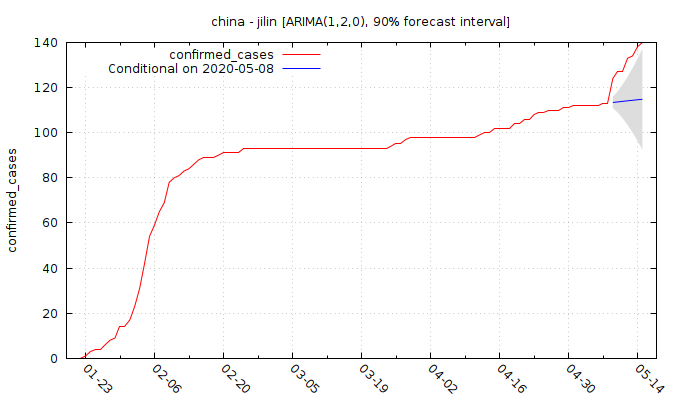 china - jilin [ARIMA(1,2,0), 90% forecast interval]
confirmed_cases
Conditional on 2020-05-08
confirmed_cases
140
120
100
80
60
40
20
0
01-23 02-06 02-20 03-05 03-19 04-02 04-16 04-30 05-14